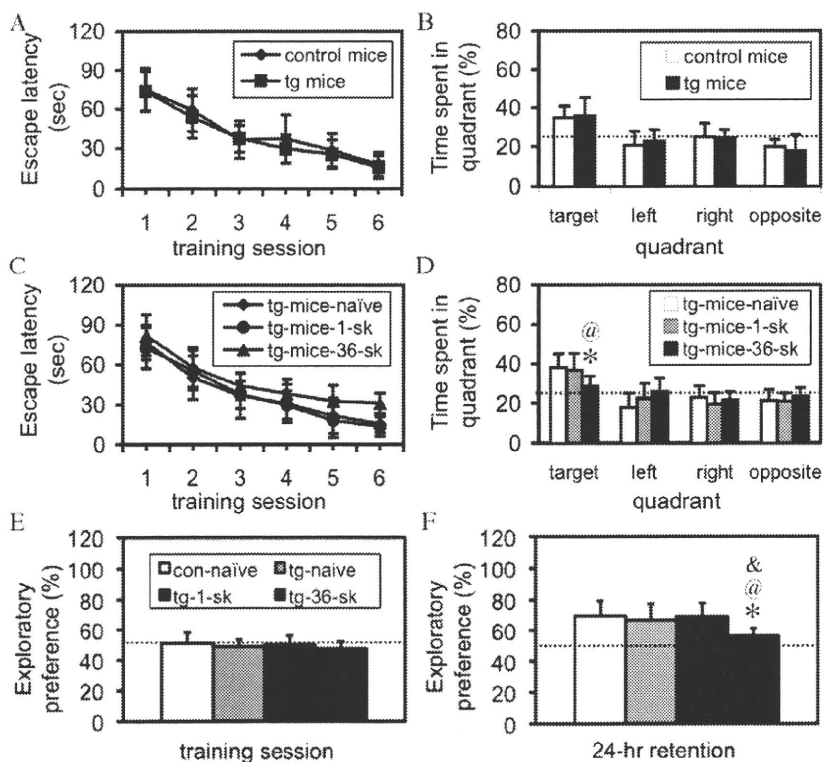 A
Escape latency
(sec)
120
90
60
30
0
control mice
tg mice
1 2 3 4 5 6
training session
B
Time spent in
quadrant (%)
80
60
40
20
0
control mice
tg mice
target left right opposite
quadrant
C
Escape latency
(sec)
120
90
60
30
0
tg-mice-naïve
tg-mice-1-sk
tg-mice-36-sk
1 2 3 4 5 6
training session
D
Time spent in
quadrant (%)
80
60
40
20
0
tg-mice-naïve
tg-mice-1-sk
tg-mice-36-sk
@
*
target left right opposite
quadrant
E
Exploratory
preference (%)
120
100
80
60
40
20
0
con-naïve tg-naive
tg-1-sk tg-36-sk
training session
F
Exploratory
preference (%)
120
100
80
60
40
20
0
&
@
*
24-hr retention